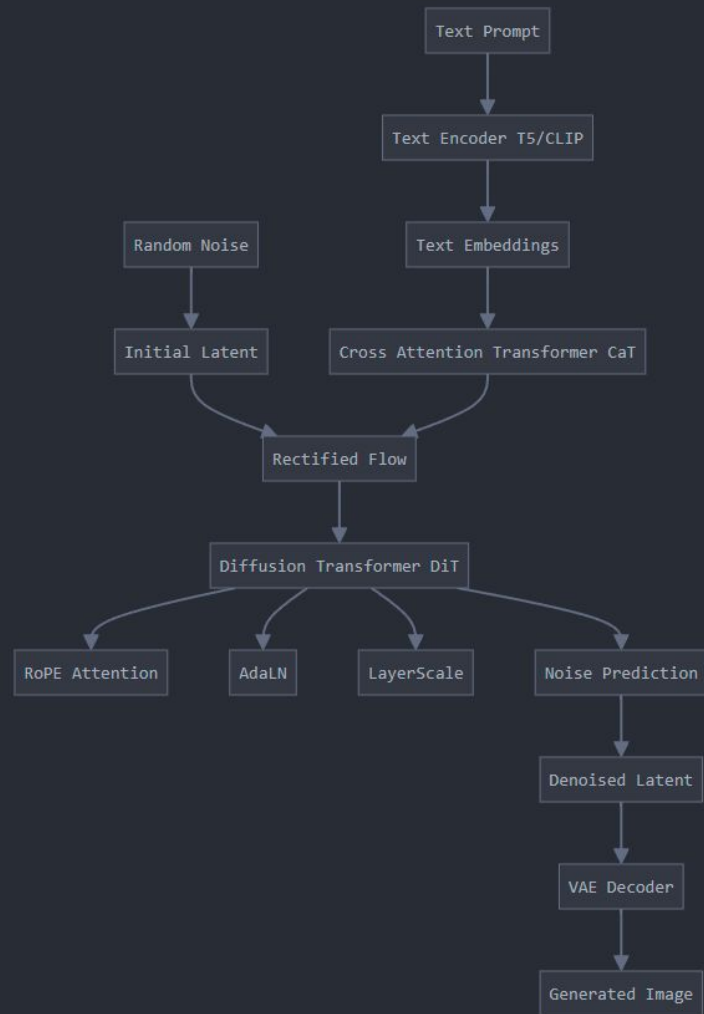 Text Prompt
Text Encoder T5/CLIP
Random Noise
Text Embeddings
Initial Latent
Cross Attention Transformer CaT
Rectified Flow
Diffusion Transformer DiT
RoPE Attention
AdaLN
LayerScale
Noise Prediction
Denoised Latent
VAE Decoder
Generated Image